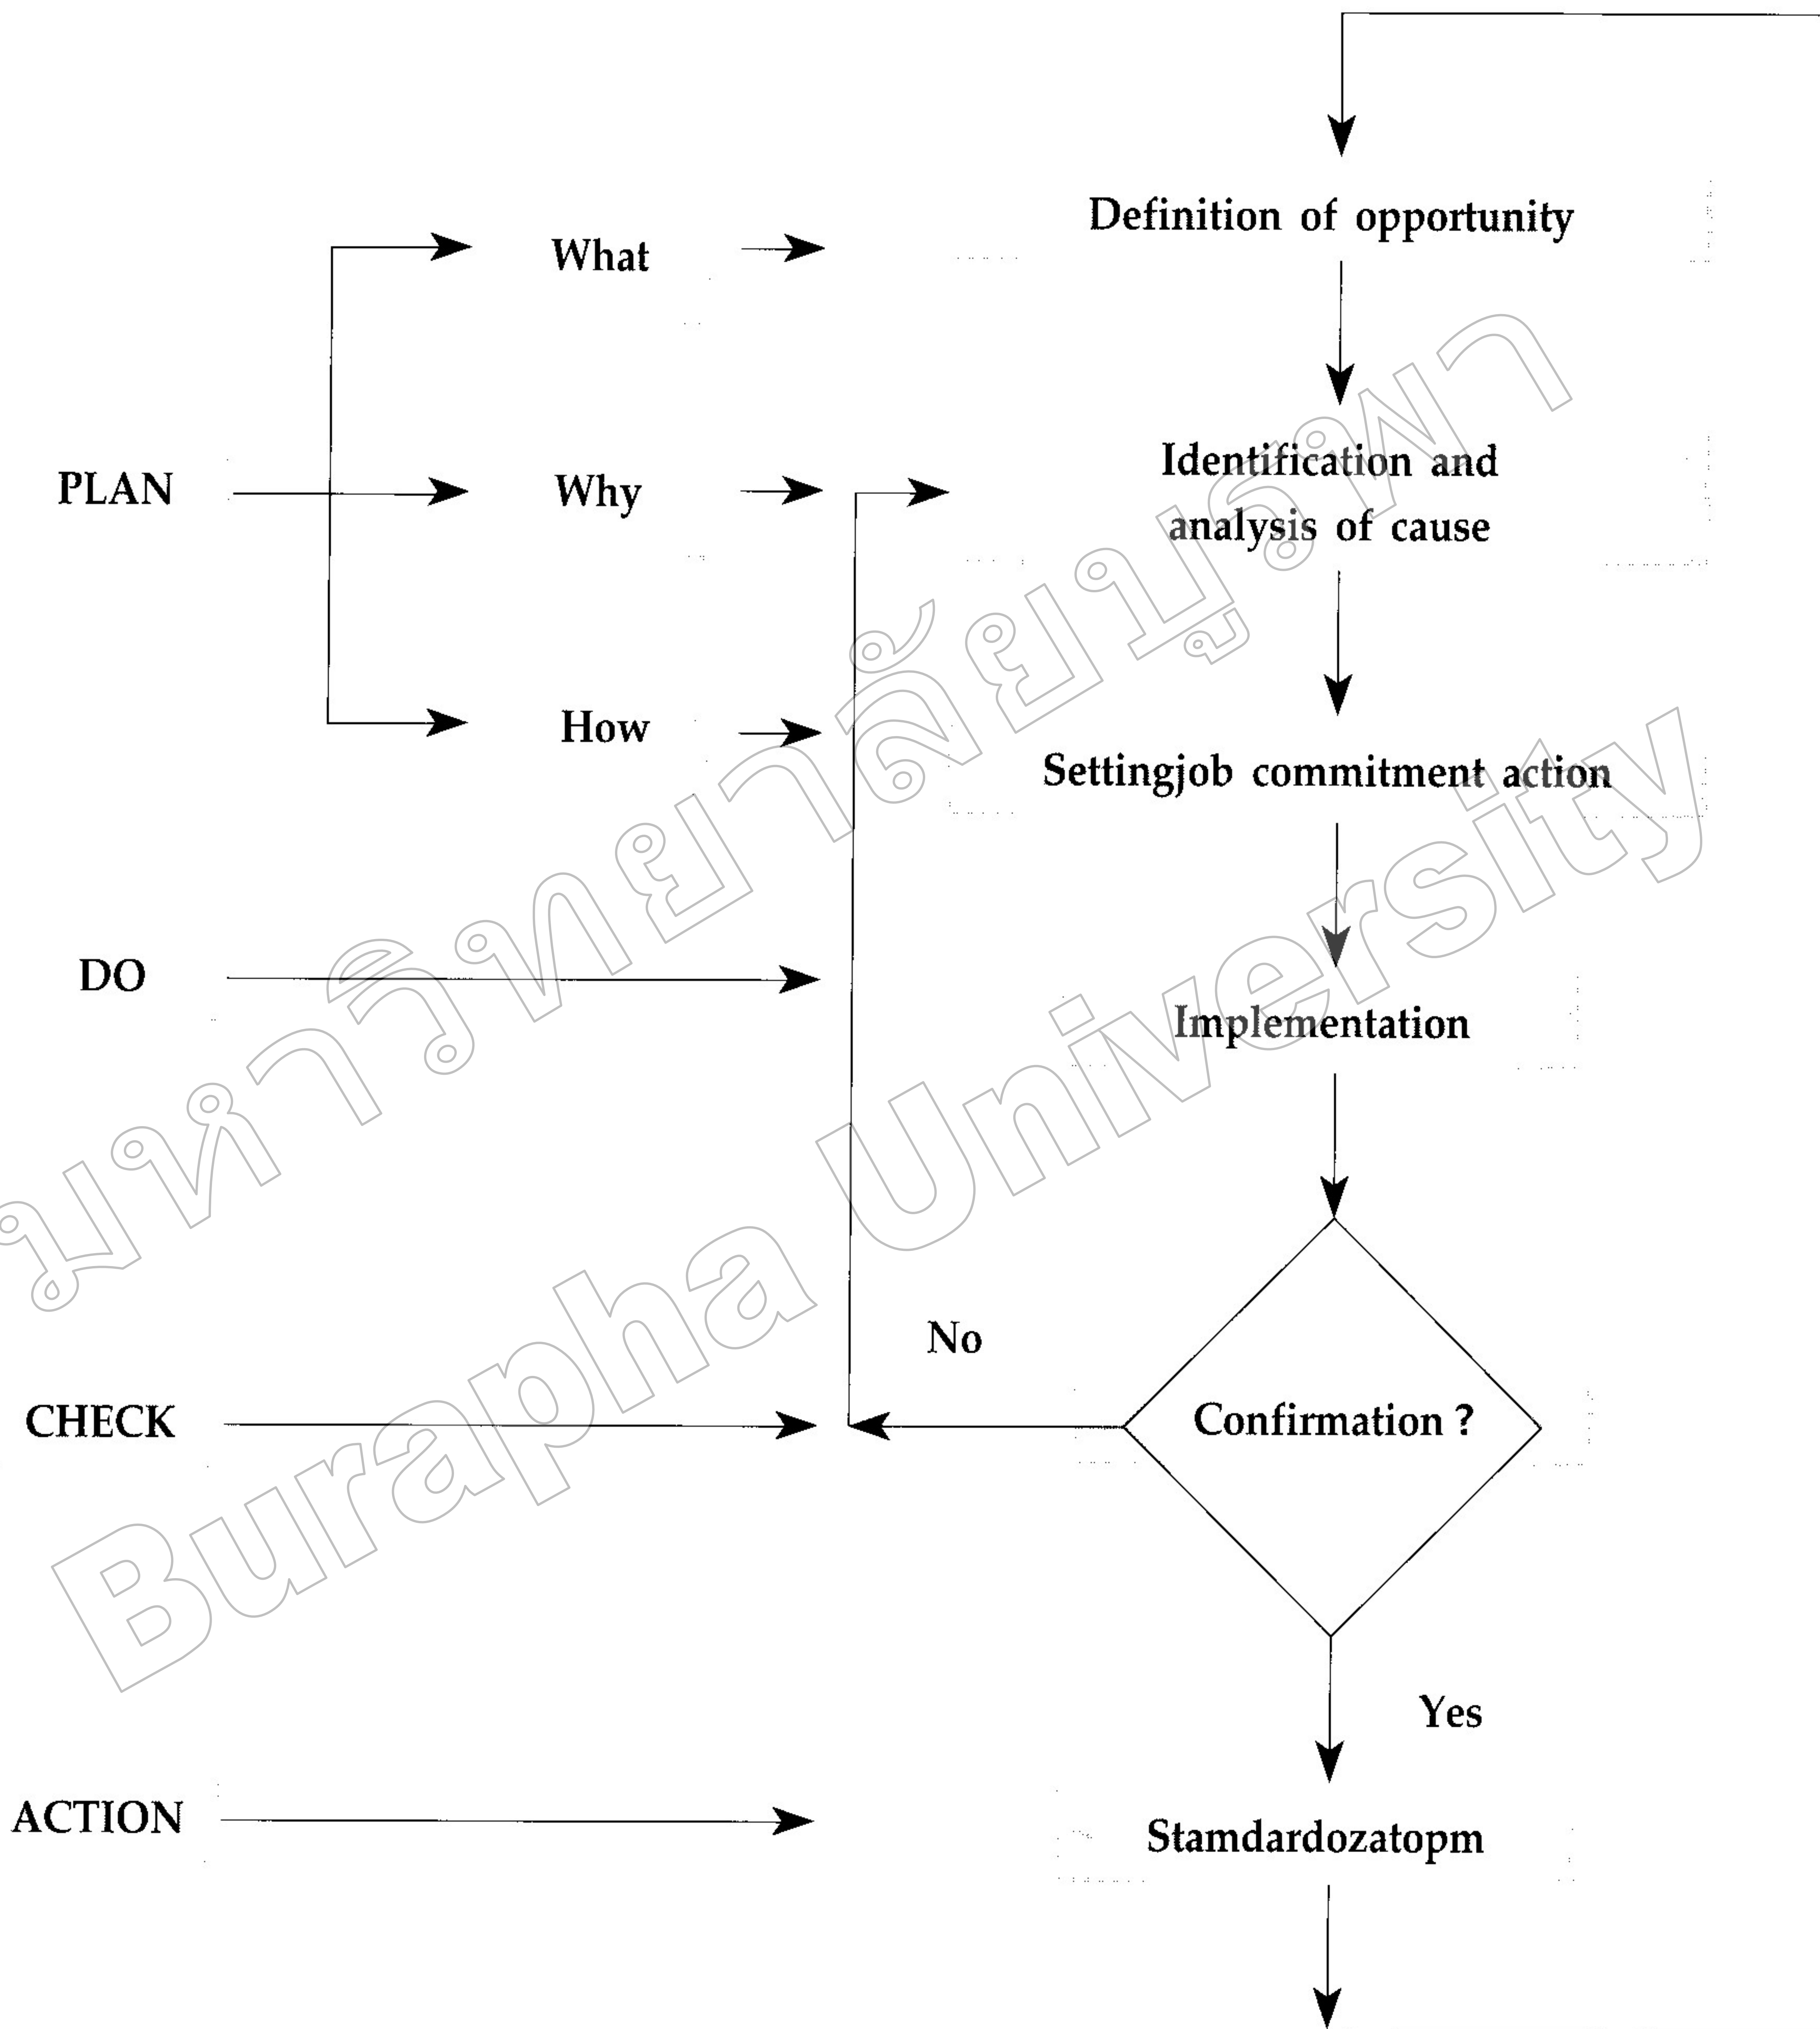 Definition of opportunity
What
Identification and
analysis of cause
PLAN
Why
How
Settingjob commitment action
DO
Implementation
No
CHECK
Confirmation ?
Yes
ACTION
Stamdardozatopm
มหาวิทยาลัยบูรพา
Burapha University